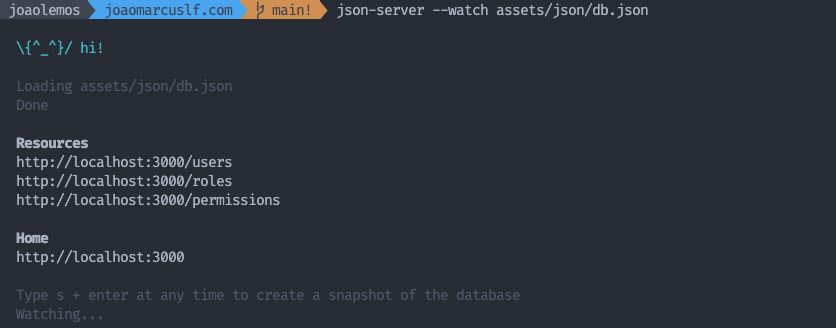 joaolemos joaomarcuslf.com main! json-server --watch assets/json/db.json
\{^_^}/ hi!
Loading assets/json/db.json
Done
Resources
http://localhost:3000/users
http://localhost:3000/roles
http://localhost:3000/permissions
Home
http://localhost:3000
Type s + enter at any time to create a snapshot of the database
Watching...